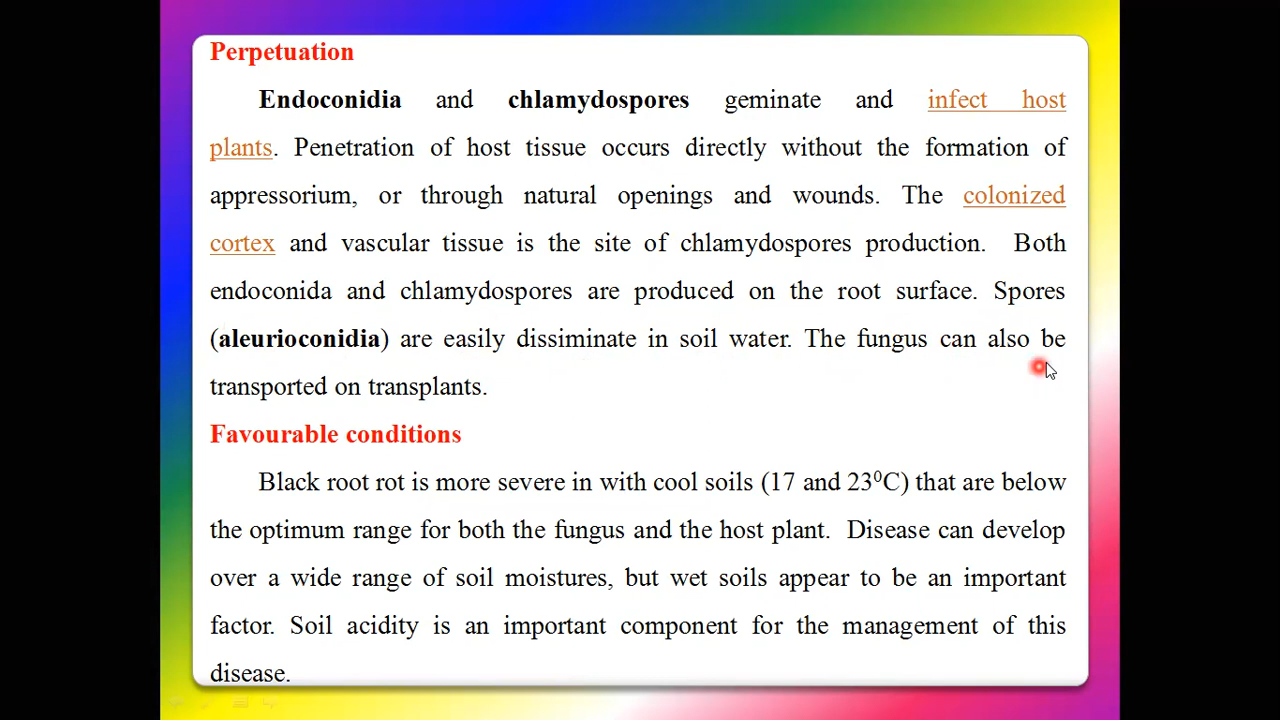 Perpetuation
Endoconidia and chlamydospores geminate and infect host
plants. Penetration of host tissue occurs directly without the formation of
appressorium, or through natural openings and wounds. The colonized
cortex and vascular tissue is the site of chlamydospores production. Both
endoconida and chlamydospores are produced on the root surface. Spores
(aleurioconidia) are easily dissiminate in soil water. The fungus can also be
transported on transplants.
Favourable conditions
Black root rot is more severe in with cool soils (17 and 23⁰C) that are below
the optimum range for both the fungus and the host plant. Disease can develop
over a wide range of soil moistures, but wet soils appear to be an important
factor. Soil acidity is an important component for the management of this
disease.